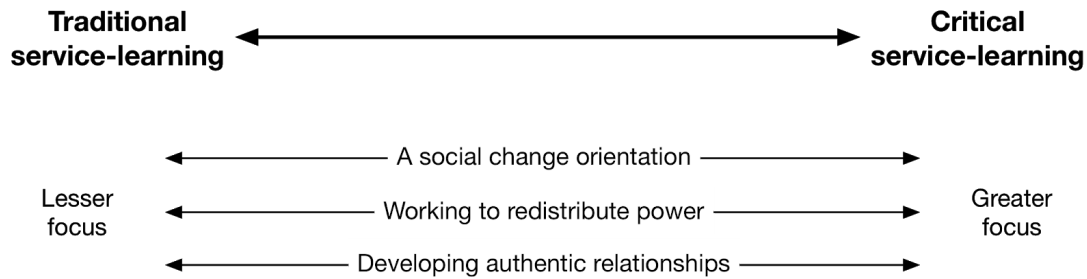 Traditional
service-learning
Critical
service-learning
A social change orientation
Lesser
focus
Working to redistribute power
Greater
focus
Developing authentic relationships